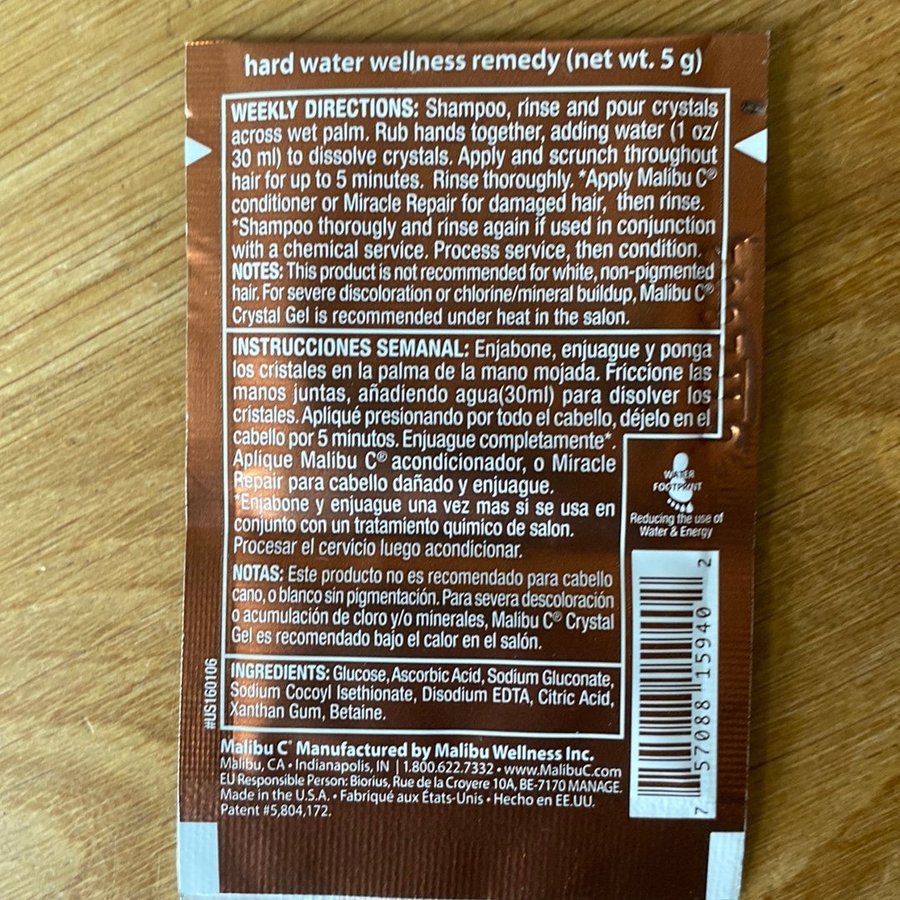 hard water wellness remedy (net wt. 5 g)
WEEKLY DIRECTIONS: Shampoo, rinse and pour crystals
across wet palm. Rub hands together, adding water (1 oz/
30 ml) to dissolve crystals. Apply and scrunch throughout
hair for up to 5 minutes. Rinse thoroughly. *Apply Malibu C®
conditioner or Miracle Repair for damaged hair, then rinse.
*Shampoo thorougly and rinse again if used in conjunction
with a chemical service. Process service, then condition.
NOTES: This product is not recommended for white, non-pigmented
hair. For severe discoloration or chlorine/mineral buildup, Malibu C®
Crystal Gel is recommended under heat in the salon.
INSTRUCCIONES SEMANAL: Enjabone, enjuague y ponga
los cristales en la palma de la mano mojada. Friccione las
manos juntas, añadiendo agua(30ml) para disolver los
cristales. Apliqué presionando por todo el cabello, déjelo en el
cabello por 5 minutos. Enjuague completamente*.
Aplique Malibu C® acondicionador, o Miracle
Repair para cabello dañado y enjuague.
*Enjabone y enjuague una vez mas si se usa en
conjunto con un tratamiento químico de salon.
Procesar el cervicio luego acondicionar.
NOTAS: Este producto no es recomendado para cabello
cano, o blanco sin pigmentación. Para severa descoloración
o acumulación de cloro y/o minerales, Malibu C® Crystal
Gel es recomendado bajo el calor en el salón.
WATER
FOOTPRINT
Reducing the use of
Water & Energy
INGREDIENTS: Glucose, Ascorbic Acid, Sodium Gluconate,
Sodium Cocoyl Isethionate, Disodium EDTA, Citric Acid,
Xanthan Gum, Betaine.
#US160106
7 57088 15940 2
Malibu C® Manufactured by Malibu Wellness Inc.
Malibu, CA • Indianapolis, IN | 1.800.622.7332 • www.MalibuC.com
EU Responsible Person: Biorius, Rue de la Croyere 10A, BE-7170 MANAGE.
Made in the U.S.A. • Fabriqué aux États-Unis • Hecho en EE.UU.
Patent #5,804,172.